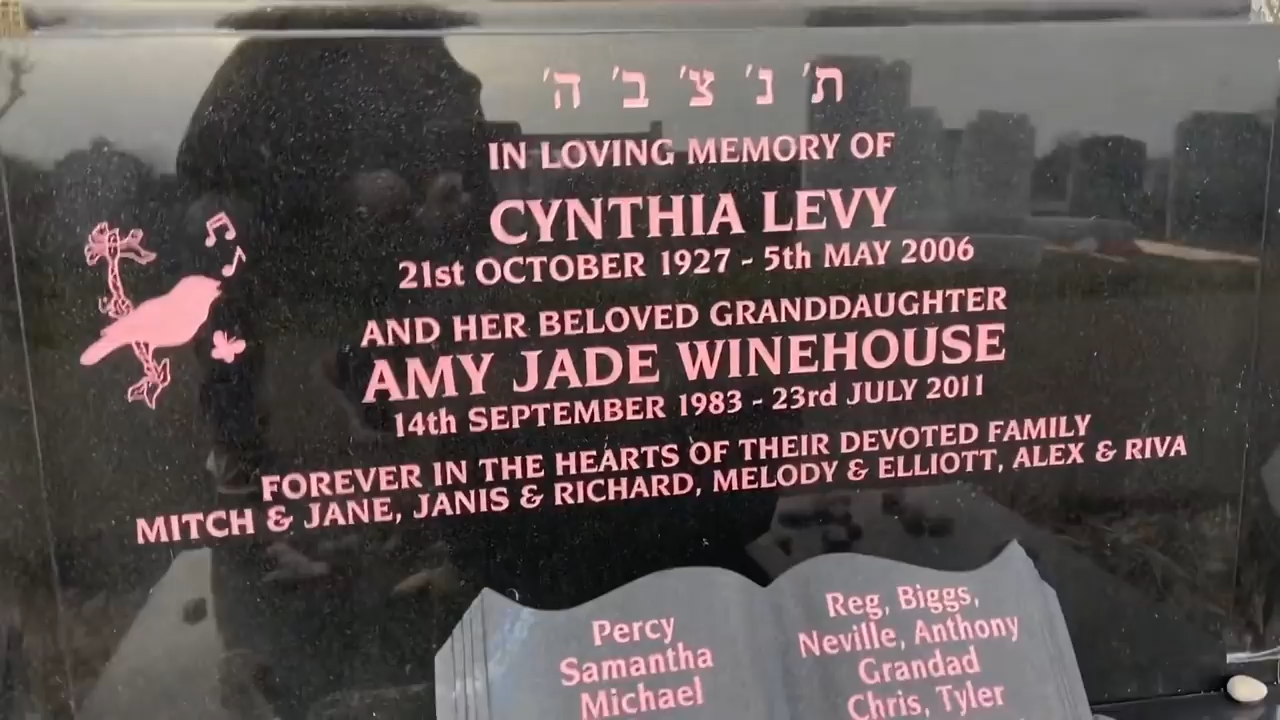 ת' נ' צ' ב' ה'
IN LOVING MEMORY OF
CYNTHIA LEVY
21st OCTOBER 1927 - 5th MAY 2006
AND HER BELOVED GRANDDAUGHTER
AMY JADE WINEHOUSE
14th SEPTEMBER 1983 - 23rd JULY 2011
FOREVER IN THE HEARTS OF THEIR DEVOTED FAMILY
MITCH & JANE, JANIS & RICHARD, MELODY & ELLIOTT, ALEX & RIVA
Percy
Samantha
Michael
Reg, Biggs,
Neville, Anthony
Grandad
Chris, Tyler